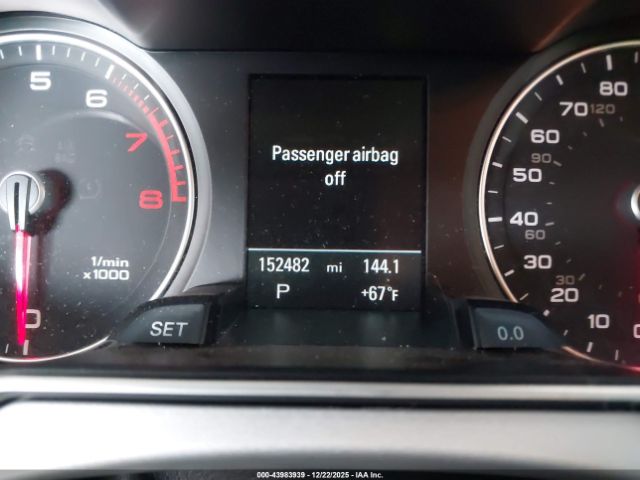 5 6 7 8
1/min
x1000
0
SET
Passenger airbag
off
152482 mi 144.1
P +67°F
80
70 120
60
50 90
40
30 60
20 30
10
0.0
000-43983939 - 12/22/2025 - IAA Inc.